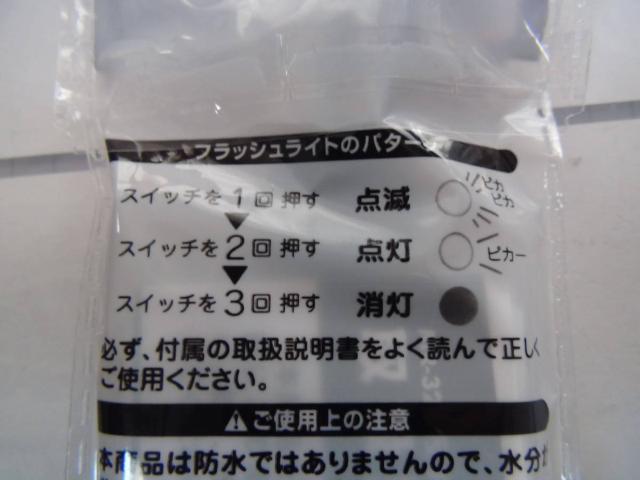 フラッシュライトのパター
スイッチを1回押す 点滅 ピカ ピカ
スイッチを2回押す 点灯 ピカー
スイッチを3回押す 消灯
必ず、付属の取扱説明書をよく読んで正しく
ご使用ください。
ご使用上の注意
本商品は防水ではありませんので、水分